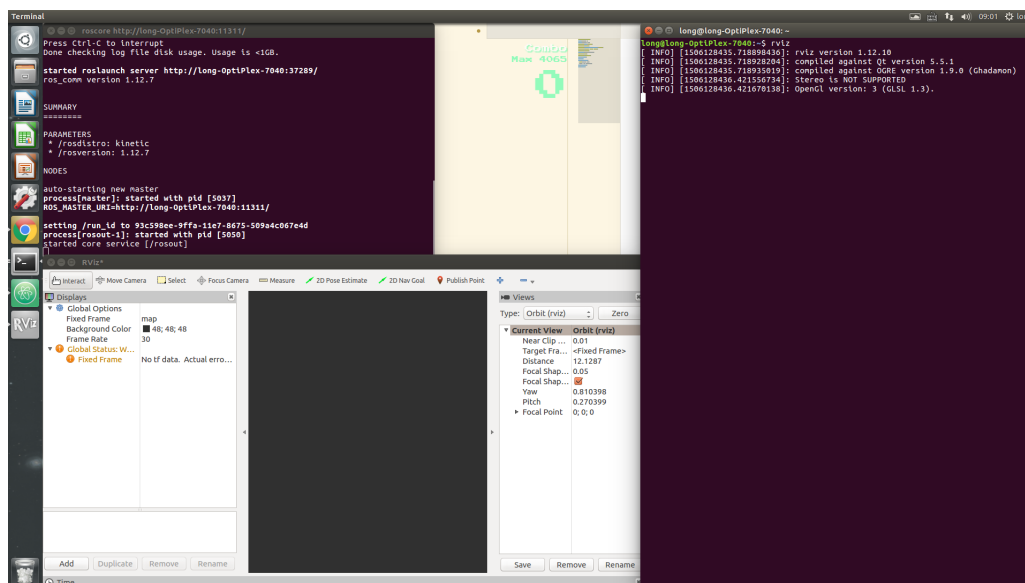 Terminal
09:01
roscore http://long-OptiPlex-7040:11311/
Press Ctrl-C to interrupt
Done checking log file disk usage. Usage is <1GB.
started roslaunch server http://long-OptiPlex-7040:37289/
ros_comm version 1.12.7
SUMMARY
========
PARAMETERS
* /rosdistro: kinetic
* /rosversion: 1.12.7
NODES
auto-starting new master
process[master]: started with pid [5037]
ROS_MASTER_URI=http://long-OptiPlex-7040:11311/
setting /run_id to 93c598ee-9ffa-11e7-8675-509a4c067e4d
process[rosout-1]: started with pid [5050]
started core service [/rosout]
Combo
Max 4065
0
long@long-OptiPlex-7040: ~
long@long-OptiPlex-7040:~$ rviz
[ INFO] [1506128435.718898436]: rviz version 1.12.10
[ INFO] [1506128435.718928204]: compiled against Qt version 5.5.1
[ INFO] [1506128435.718935019]: compiled against OGRE version 1.9.0 (Ghadamon)
[ INFO] [1506128436.421556734]: Stereo is NOT SUPPORTED
[ INFO] [1506128436.421670138]: OpenGl version: 3 (GLSL 1.3).
RViz*
Interact Move Camera Select Focus Camera Measure 2D Pose Estimate 2D Nav Goal Publish Point
Displays
Global Options
Fixed Frame map
Background Color 48; 48; 48
Frame Rate 30
Global Status: W...
Fixed Frame No tf data. Actual erro...
Add Duplicate Remove Rename
Time
Views
Type: Orbit (rviz) Zero
Current View Orbit (rviz)
Near Clip ... 0.01
Target Fra... <Fixed Frame>
Distance 12.1287
Focal Shap... 0.05
Focal Shap...
Yaw 0.810398
Pitch 0.270399
Focal Point 0; 0; 0
Save Remove Rename
RViz